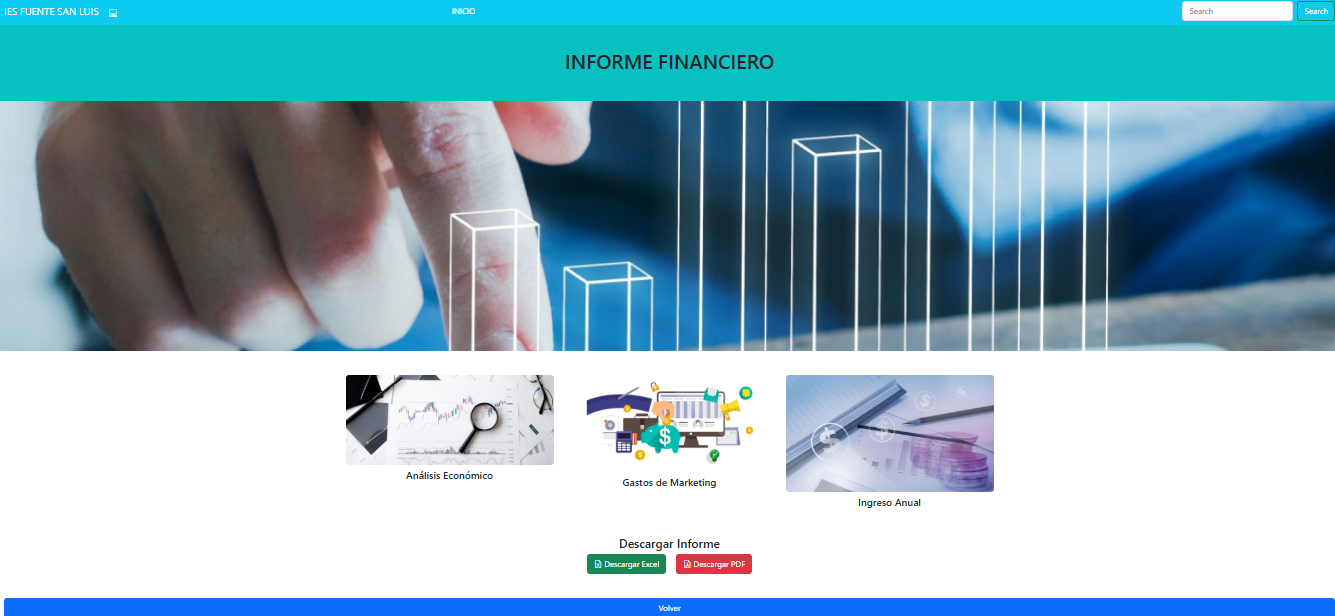 IES FUENTE SAN LUIS
INICIO
Search
Search
INFORME FINANCIERO
Análisis Económico
Gastos de Marketing
Ingreso Anual
Descargar Informe
Descargar Excel
Descargar PDF
Volver